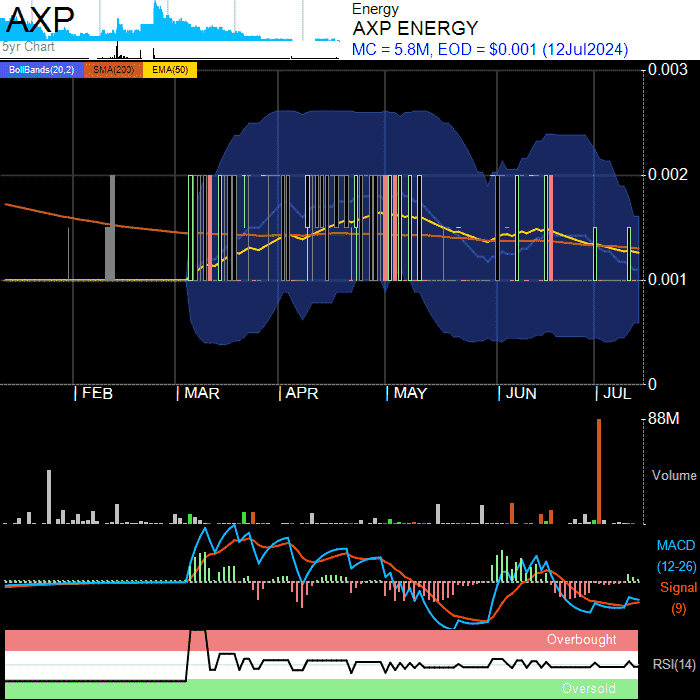 AXP
5yr Chart
Energy
AXP ENERGY
MC = 5.8M, EOD = $0.001 (12Jul2024)
BollBands(20,2) SMA(200) EMA(50)
0.003
0.002
0.001
0
| FEB | MAR | APR | MAY | JUN | JUL
88M
Volume
MACD
(12-26)
Signal
(9)
Overbought
RSI(14)
Oversold